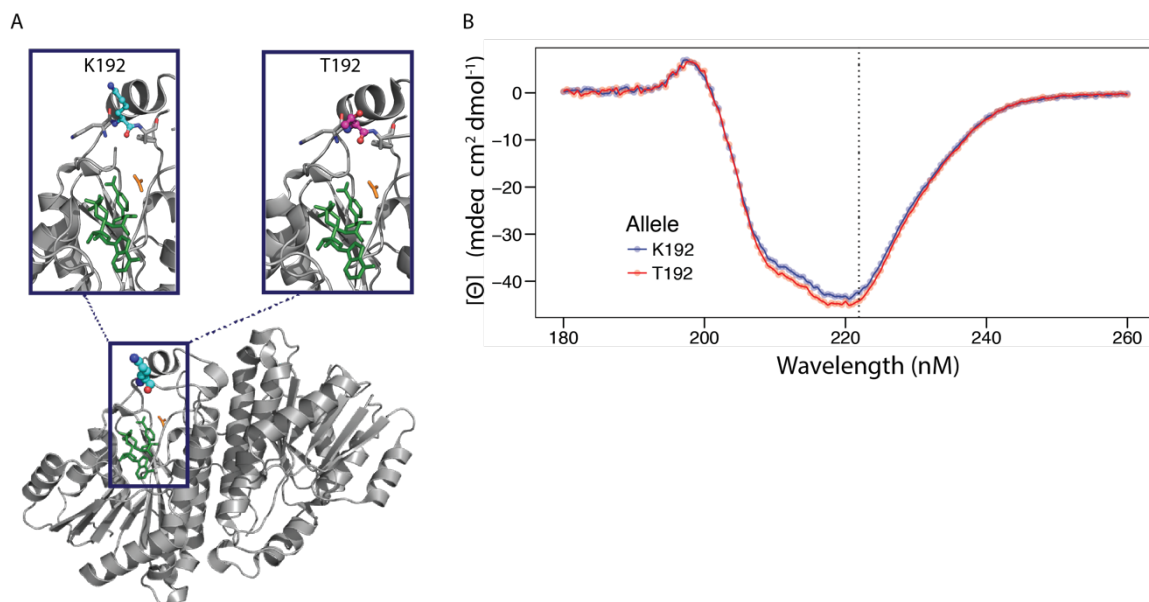 A
K192
T192
B
[Θ] (mdea cm² dmol⁻¹)
0
−10
−20
−30
−40
Allele
K192
T192
180
200
220
240
260
Wavelength (nM)